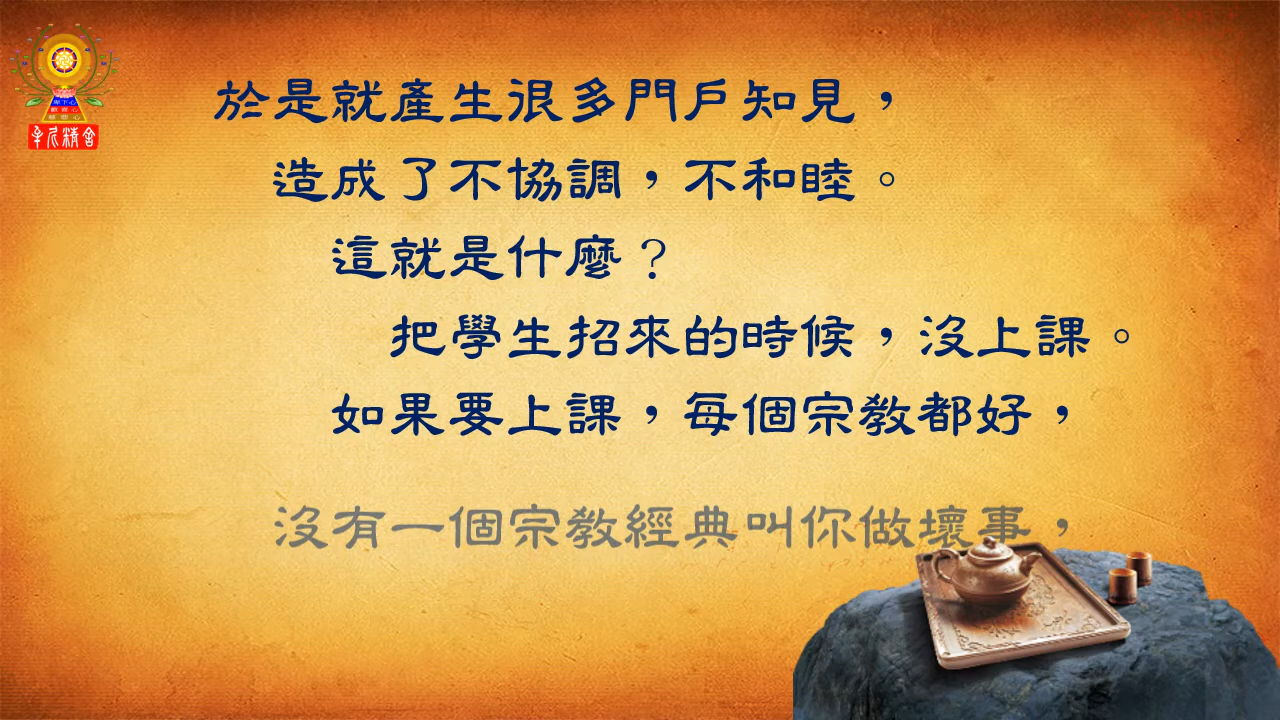 於是就產生很多門戶知見，
造成了不協調，不和睦。
這就是什麼？
把學生招來的時候，沒上課。
如果要上課，每個宗教都好，
沒有一個宗教經典叫你做壞事，